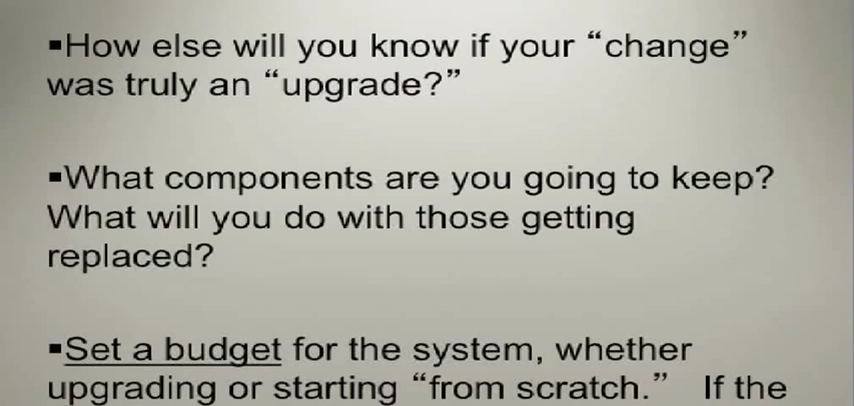 ▪How else will you know if your “change”
was truly an “upgrade?”
▪What components are you going to keep?
What will you do with those getting
replaced?
▪Set a budget for the system, whether
upgrading or starting “from scratch.”   If the